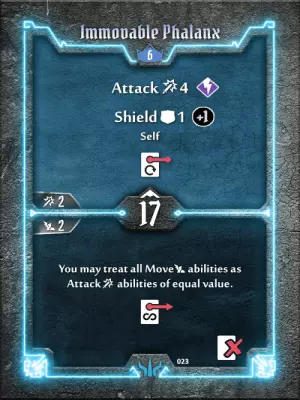 Immovable Phalanx
6
Attack 4
Shield 1 +1
Self
2
2
17
You may treat all Move abilities as
Attack abilities of equal value.
023